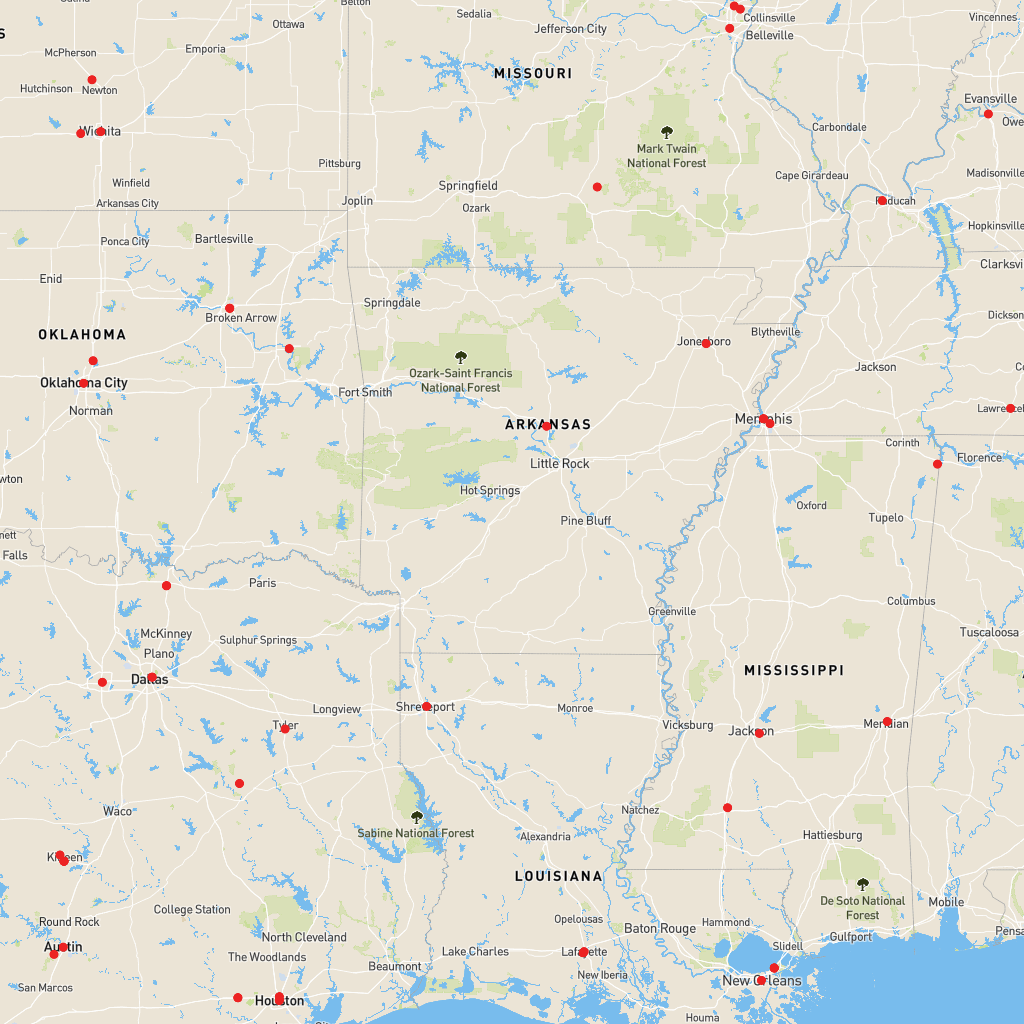 Belton
Sedalia
Ottawa
Jefferson City
Collinsville
Vincennes
Belleville
Emporia
McPherson
MISSOURI
Hutchinson
Newton
Evansville
Owe
Wichita
Carbondale
Mark Twain
National Forest
Pittsburg
Madisonville
Cape Girardeau
Winfield
Springfield
Arkansas City
Joplin
Ozark
Paducah
Hopkinsville
Ponca City
Bartlesville
Clarksvi
Enid
Springdale
Dickson
Broken Arrow
OKLAHOMA
Blytheville
Jonesboro
Jackson
Ozark-Saint Francis
National Forest
Oklahoma City
Fort Smith
Norman
Memphis
ARKANSAS
Corinth
Florence
Little Rock
wton
Hot Springs
Oxford
Pine Bluff
Tupelo
nett
Falls
Paris
Columbus
Greenville
McKinney
Sulphur Springs
Tuscaloosa
Plano
MISSISSIPPI
Dallas
Longview
Shreveport
Monroe
Tyler
Vicksburg
Jackson
Meridian
Waco
Natchez
Sabine National Forest
Alexandria
Hattiesburg
Killeen
LOUISIANA
De Soto National
Forest
College Station
Mobile
Round Rock
Opelousas
Hammond
Baton Rouge
North Cleveland
Gulfport
Pensa
Austin
Slidell
The Woodlands
Lake Charles
Lafayette
Beaumont
New Iberia
New Orleans
San Marcos
Houston
Houma